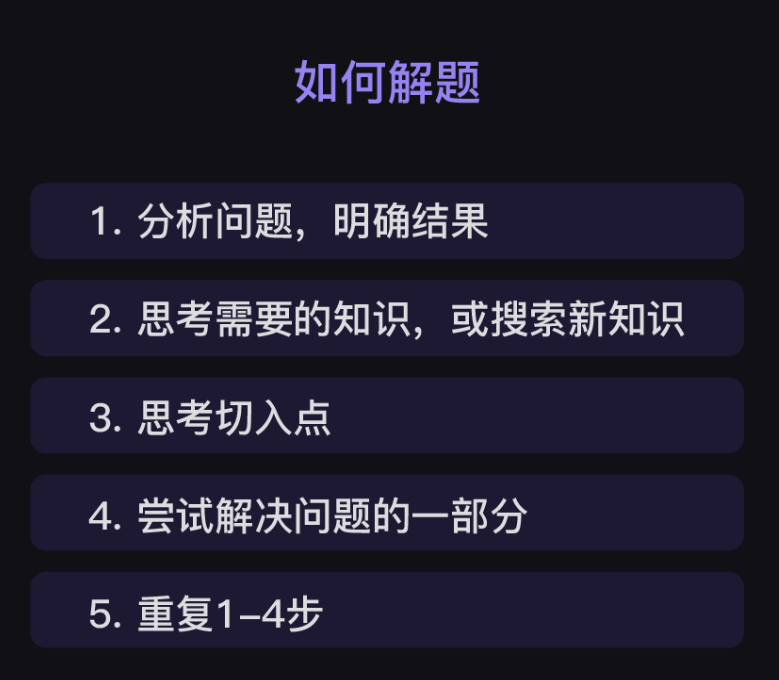 如何解题
1. 分析问题，明确结果
2. 思考需要的知识，或搜索新知识
3. 思考切入点
4. 尝试解决问题的一部分
5. 重复1-4步